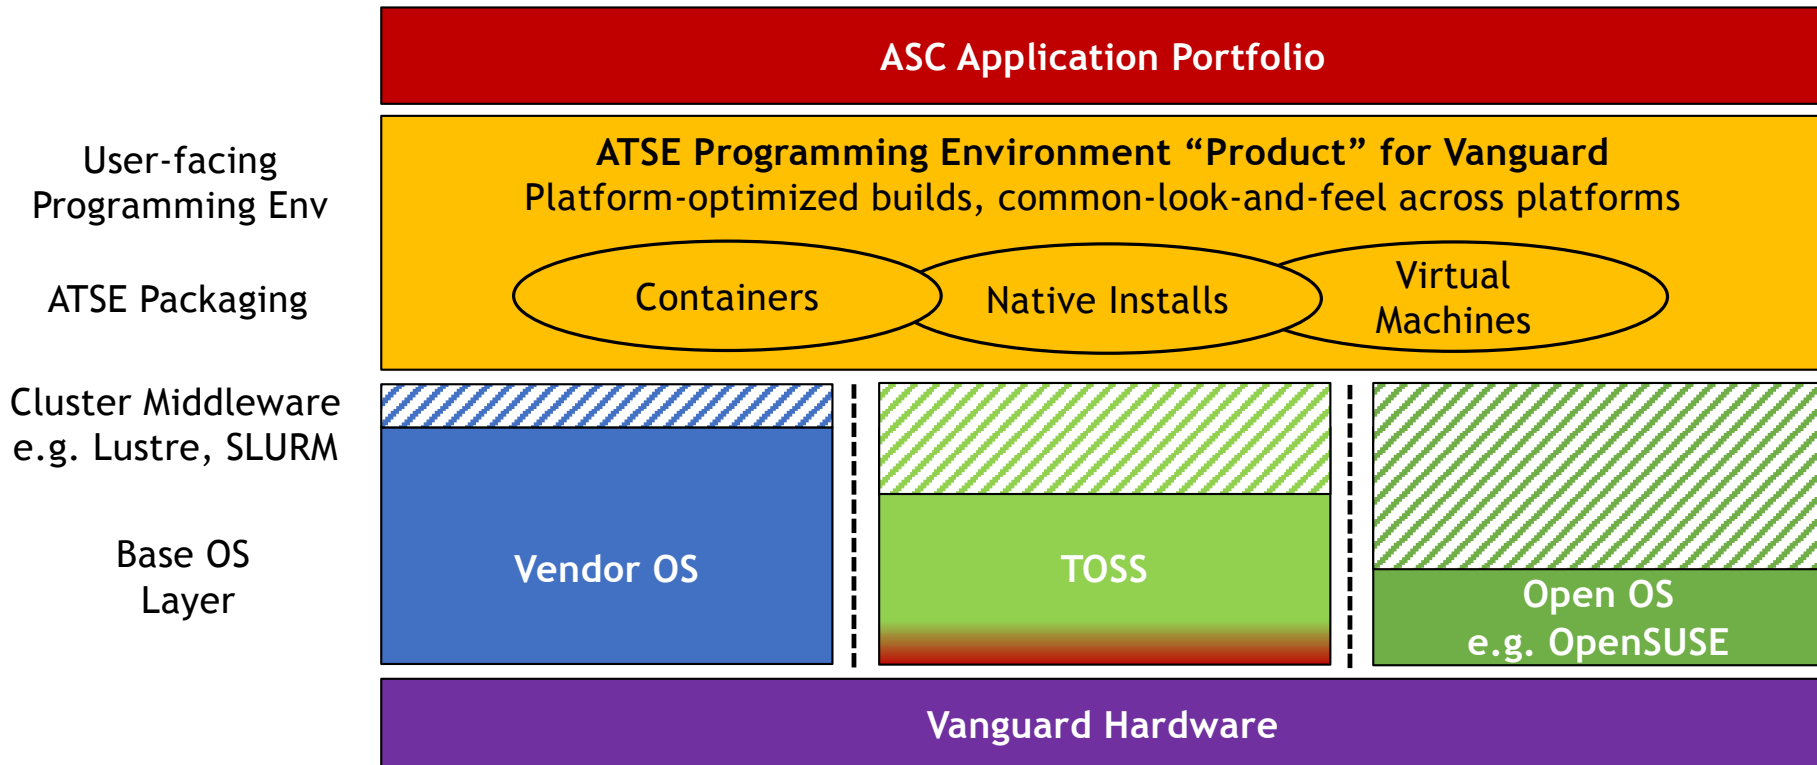 ASC Application Portfolio
User-facing
Programming Env
ATSE Programming Environment “Product” for Vanguard
Platform-optimized builds, common-look-and-feel across platforms
ATSE Packaging
Containers
Native Installs
Virtual
Machines
Cluster Middleware
e.g. Lustre, SLURM
Base OS
Layer
Vendor OS
TOSS
Open OS
e.g. OpenSUSE
Vanguard Hardware